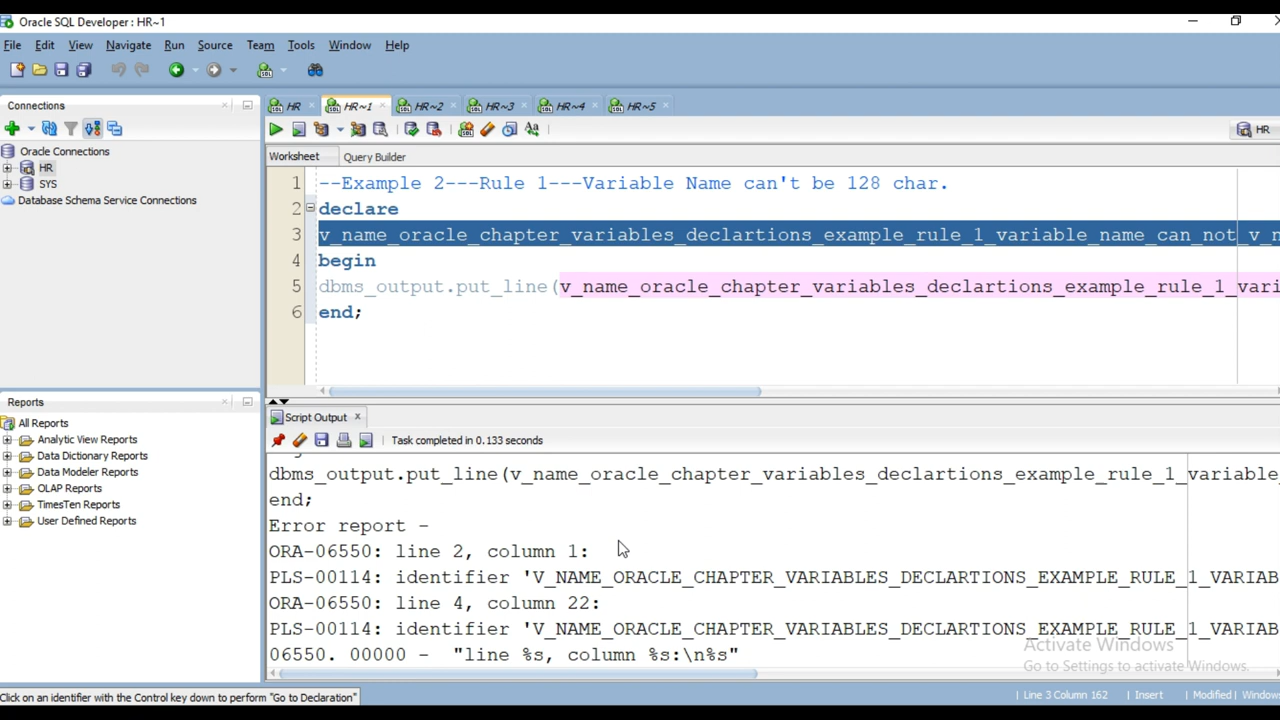 Oracle SQL Developer : HR~1
File Edit View Navigate Run Source Team Tools Window Help
Connections
Oracle Connections
HR
SYS
Database Schema Service Connections
Reports
All Reports
Analytic View Reports
Data Dictionary Reports
Data Modeler Reports
OLAP Reports
TimesTen Reports
User Defined Reports
HR HR~1 HR~2 HR~3 HR~4 HR~5
HR
Worksheet Query Builder
1 --Example 2---Rule 1---Variable Name can't be 128 char.
2 declare
3 v_name_oracle_chapter_variables_declartions_example_rule_1_variable_name_can_not_v_n
4 begin
5 dbms_output.put_line(v_name_oracle_chapter_variables_declartions_example_rule_1_vari
6 end;
Script Output
Task completed in 0.133 seconds
dbms_output.put_line(v_name_oracle_chapter_variables_declartions_example_rule_1_variable_
end;
Error report -
ORA-06550: line 2, column 1:
PLS-00114: identifier 'V_NAME_ORACLE_CHAPTER_VARIABLES_DECLARTIONS_EXAMPLE_RULE_1_VARIAB
ORA-06550: line 4, column 22:
PLS-00114: identifier 'V_NAME_ORACLE_CHAPTER_VARIABLES_DECLARTIONS_EXAMPLE_RULE_1_VARIAB
06550. 00000 - "line %s, column %s:\n%s"
Activate Windows
Go to Settings to activate Windows.
Click on an identifier with the Control key down to perform "Go to Declaration"
Line 3 Column 162 | Insert | Modified | Windows